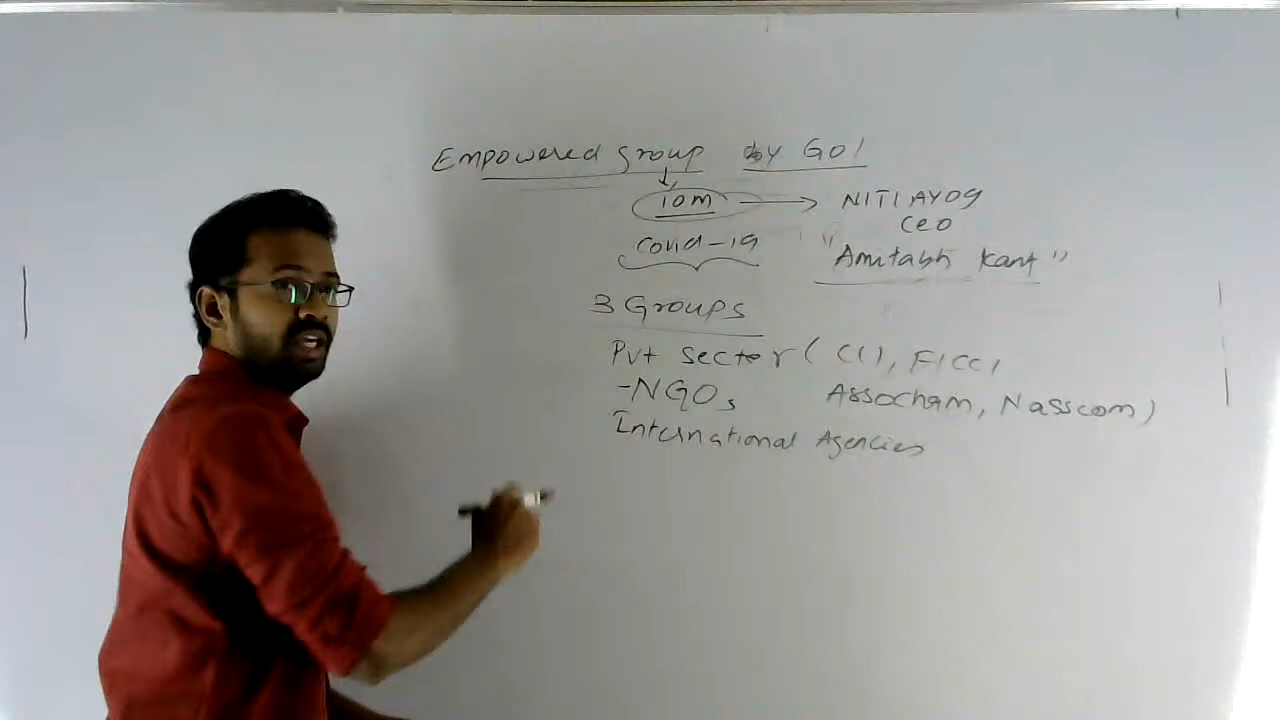 Empowered group by GOI
10m → NITI AYOg
CEO
Covid-19
"Amitabh Kant"
3 Groups
Pvt Sector ( CII, FICCI
-NGOs Assocham, Nasscom)
International Agencies